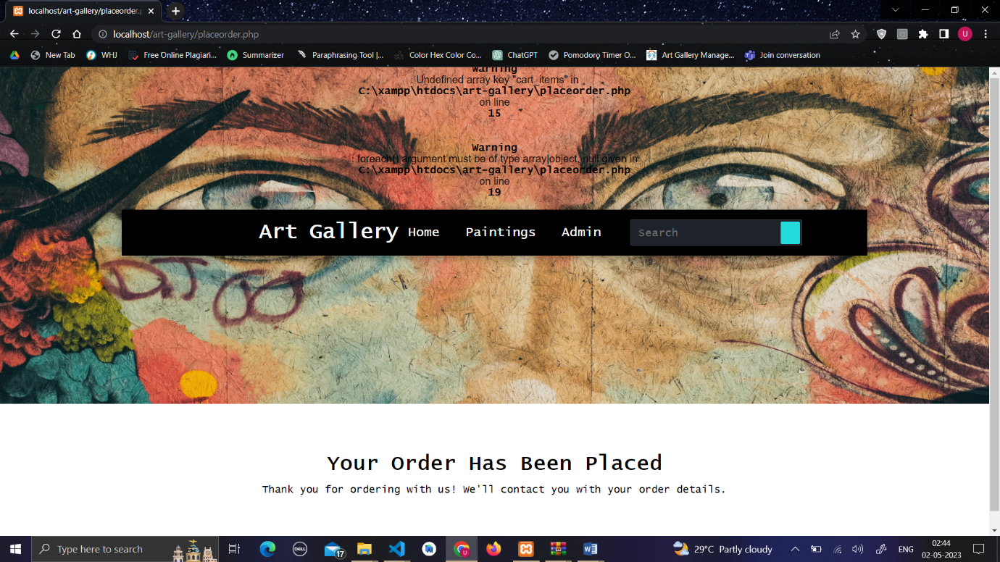 localhost/art-gallery/placeorder.p
localhost/art-gallery/placeorder.php
U
New Tab
WHJ
Free Online Plagiari...
Summarizer
Paraphrasing Tool |...
Color Hex Color Co...
ChatGPT
Pomodoro Timer O...
Art Gallery Manage...
Join conversation
Warning
: Undefined array key "cart_items" in
C:\xampp\htdocs\art-gallery\placeorder.php
on line
15
Warning
: foreach() argument must be of type array|object, null given in
C:\xampp\htdocs\art-gallery\placeorder.php
on line
19
Art Gallery
Home
Paintings
Admin
Search
Your Order Has Been Placed
Thank you for ordering with us! We'll contact you with your order details.
Type here to search
DELL
17
U
W
29°C Partly cloudy
ENG
02:44
02-05-2023